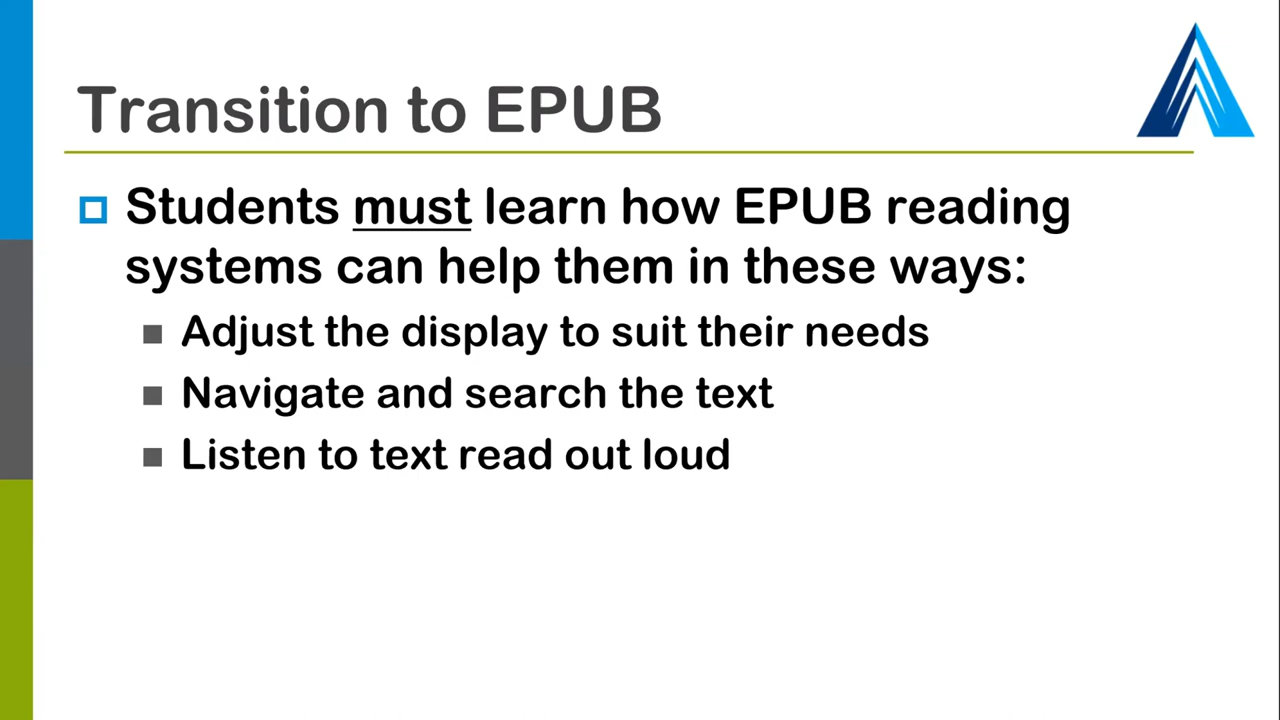 Transition to EPUB
Students must learn how EPUB reading
systems can help them in these ways:
Adjust the display to suit their needs
Navigate and search the text
Listen to text read out loud